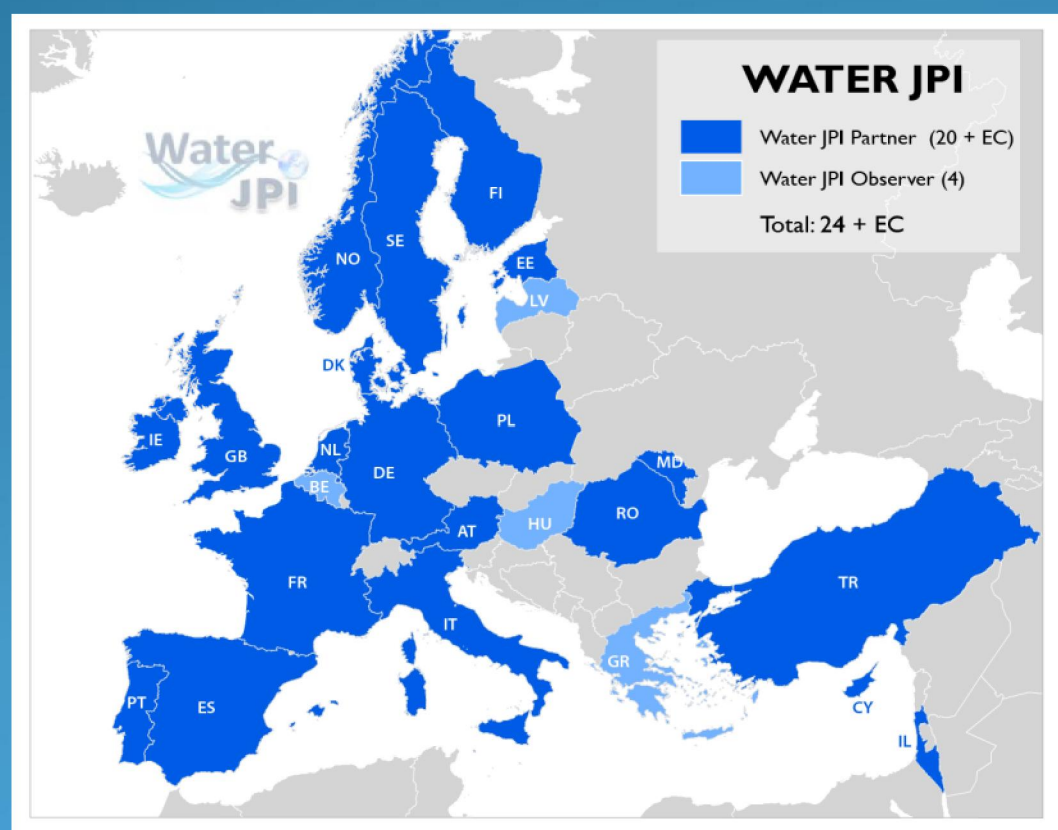 WATER JPI
Water JPI Partner (20 + EC)
Water JPI Observer (4)
Total: 24 + EC
Water
JPI
FI
SE
NO
EE
LV
DK
PL
IE
GB
NL
DE
BE
MD
RO
HU
AT
FR
TR
IT
GR
PT
ES
CY
IL